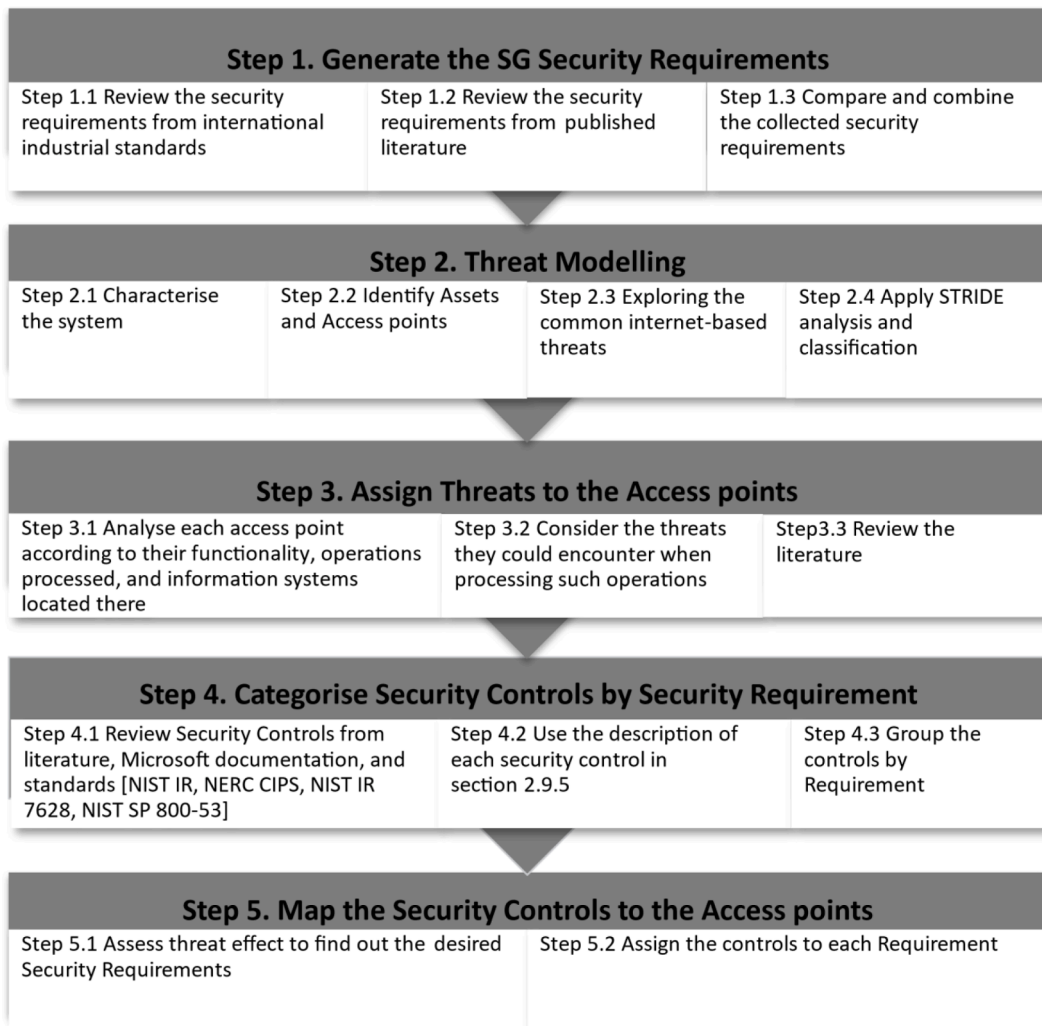 Step 1. Generate the SG Security Requirements
Step 1.1 Review the security
requirements from international
industrial standards
Step 1.2 Review the security
requirements from published
literature
Step 1.3 Compare and combine
the collected security
requirements
Step 2. Threat Modelling
Step 2.1 Characterise
the system
Step 2.2 Identify Assets
and Access points
Step 2.3 Exploring the
common internet-based
threats
Step 2.4 Apply STRIDE
analysis and
classification
Step 3. Assign Threats to the Access points
Step 3.1 Analyse each access point
according to their functionality, operations
processed, and information systems
located there
Step 3.2 Consider the threats
they could encounter when
processing such operations
Step3.3 Review the
literature
Step 4. Categorise Security Controls by Security Requirement
Step 4.1 Review Security Controls from
literature, Microsoft documentation, and
standards [NIST IR, NERC CIPS, NIST IR
7628, NIST SP 800-53]
Step 4.2 Use the description of
each security control in
section 2.9.5
Step 4.3 Group the
controls by
Requirement
Step 5. Map the Security Controls to the Access points
Step 5.1 Assess threat effect to find out the desired
Security Requirements
Step 5.2 Assign the controls to each Requirement